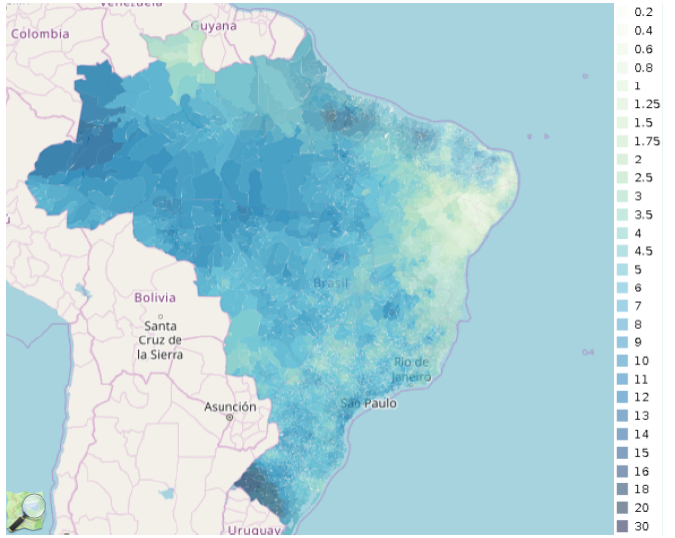 Venezuela
Guyana
Colombia
Brasil
Bolivia
Santa
Cruz de
la Sierra
Rio de
Janeiro
São Paulo
Asunción
Uruguay
0.2
0.4
0.6
0.8
1
1.25
1.5
1.75
2
2.5
3
3.5
4
4.5
5
6
7
8
9
10
11
12
13
14
15
16
18
20
30